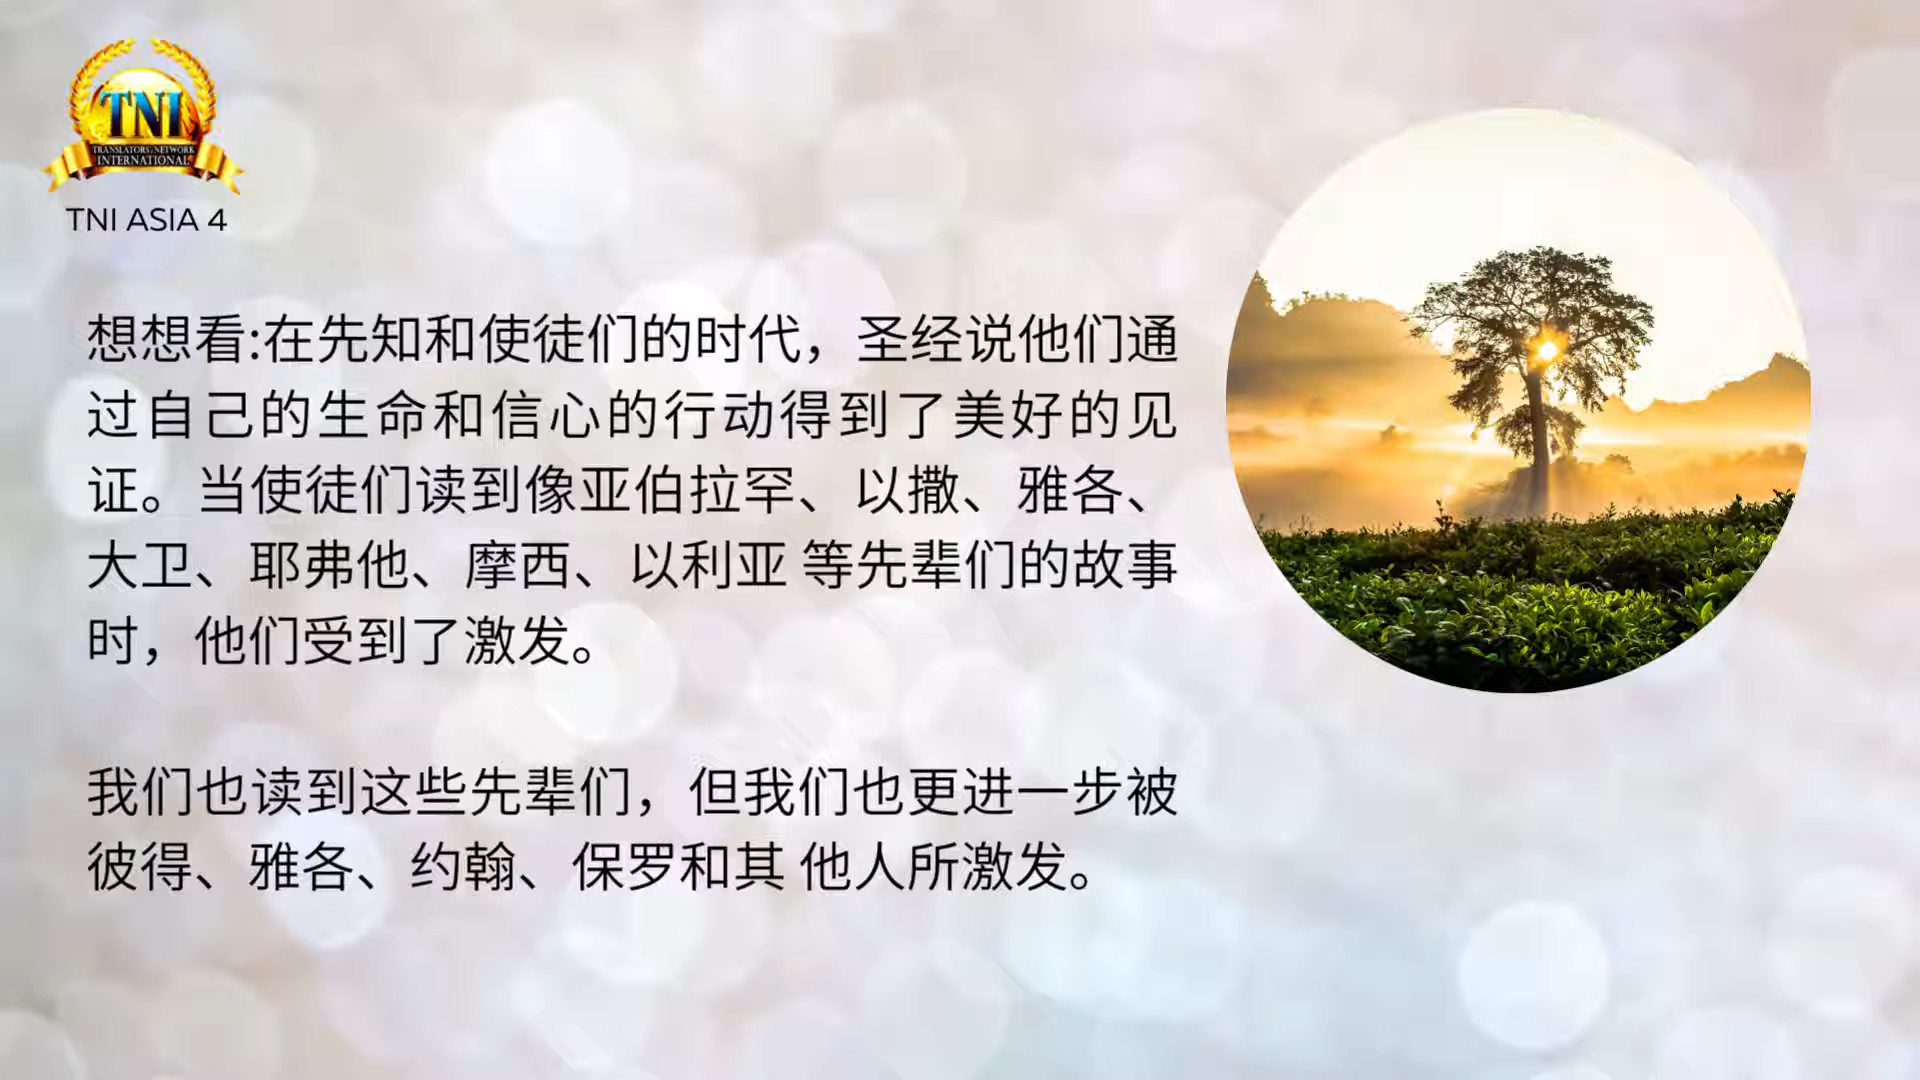 TNI
TRANSLATORS NETWORK
INTERNATIONAL
TNI ASIA 4
想想看:在先知和使徒们的时代，圣经说他们通
过自己的生命和信心的行动得到了美好的见
证。当使徒们读到像亚伯拉罕、以撒、雅各、
大卫、耶弗他、摩西、以利亚 等先辈们的故事
时，他们受到了激发。
我们也读到这些先辈们，但我们也更进一步被
彼得、雅各、约翰、保罗和其 他人所激发。